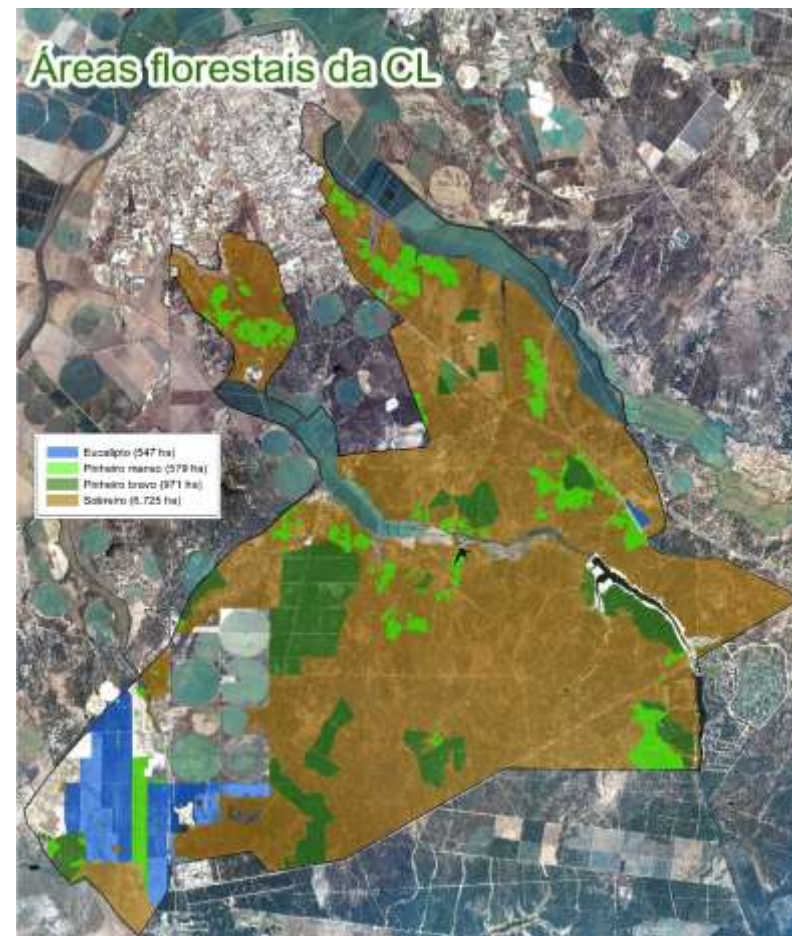 Áreas florestais da CL
Eucalipto (547 ha)
Pinheiro manso (579 ha)
Pinheiro bravo (971 ha)
Sobreiro (6.725 ha)